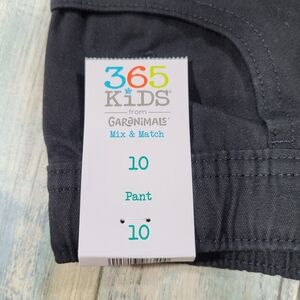 365
KiDS®
from
GARANIMALS®
Mix & Match
10
Pant
10